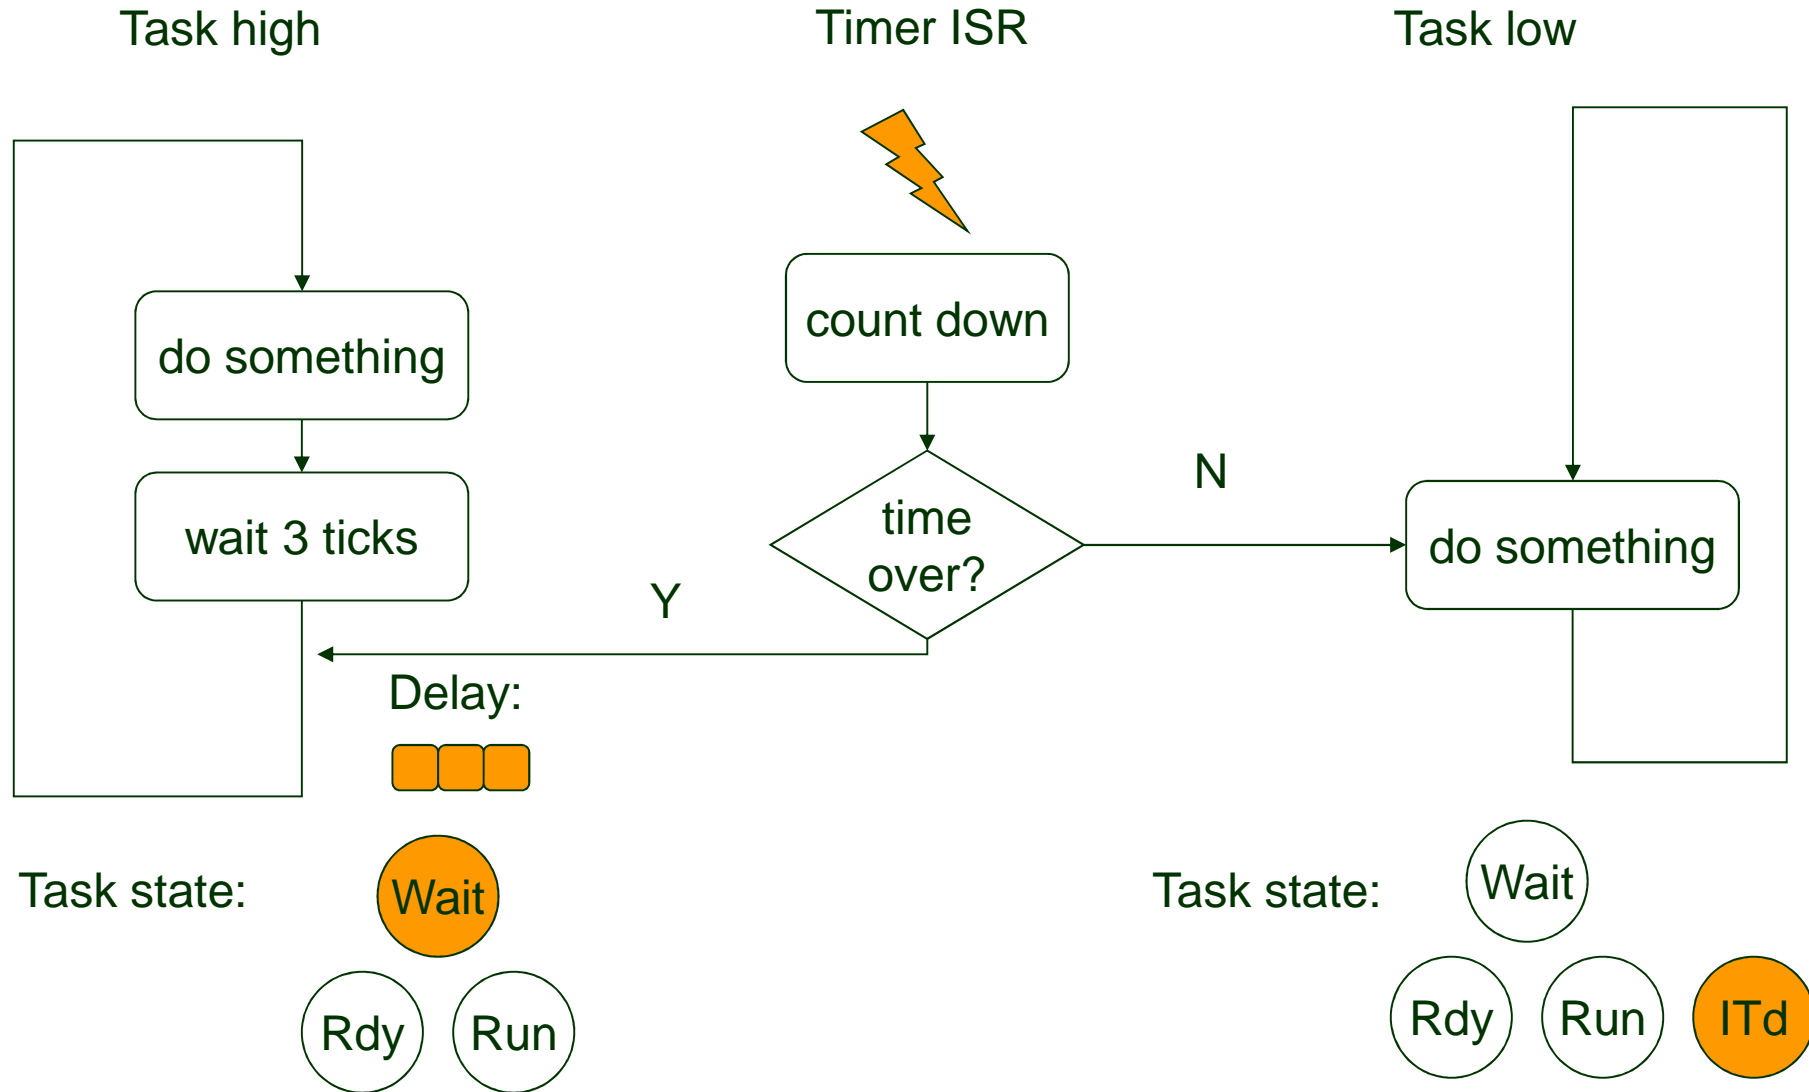 Task high
Timer ISR
Task low
do something
wait 3 ticks
count down
time
over?
Y
N
do something
Delay:
Task state:
Wait
Rdy
Run
Task state:
Wait
Rdy
Run
ITd